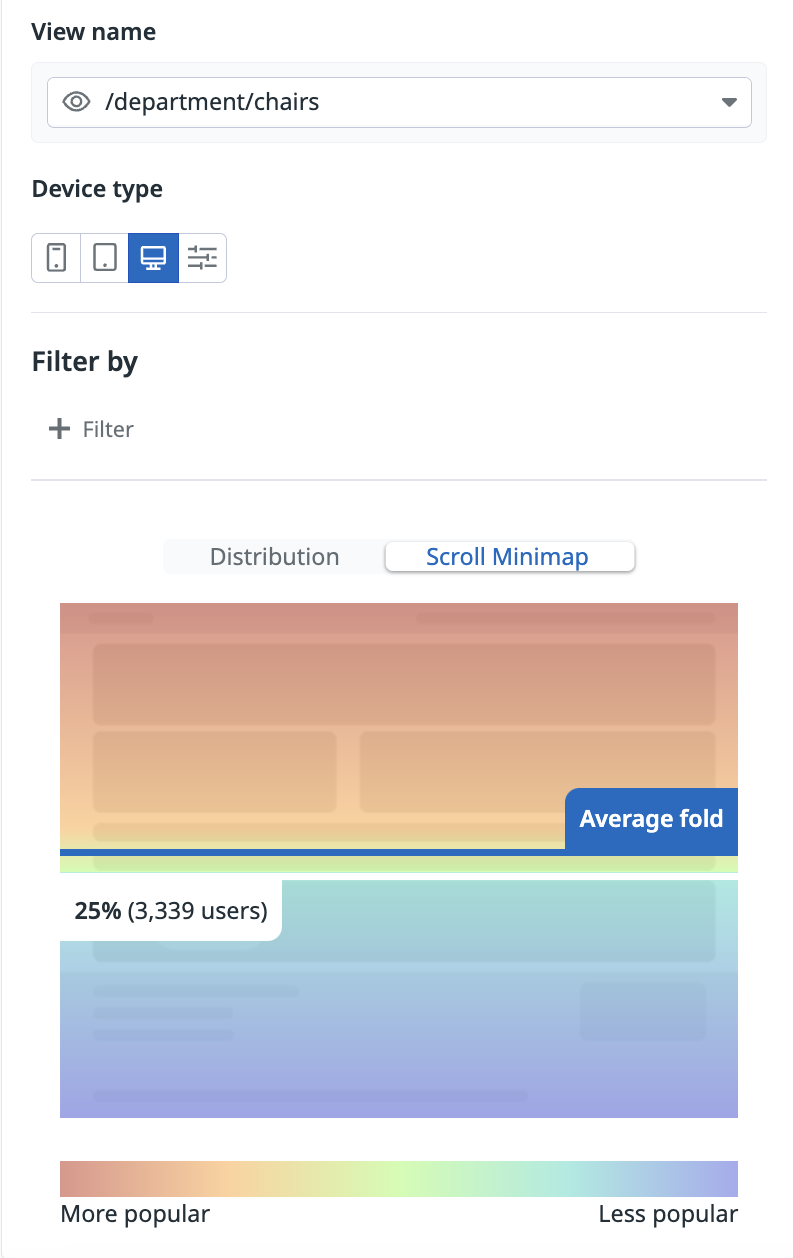 View name
/department/chairs
Device type
Filter by
Filter
Distribution Scroll Minimap
Average fold
25% (3,339 users)
More popular Less popular